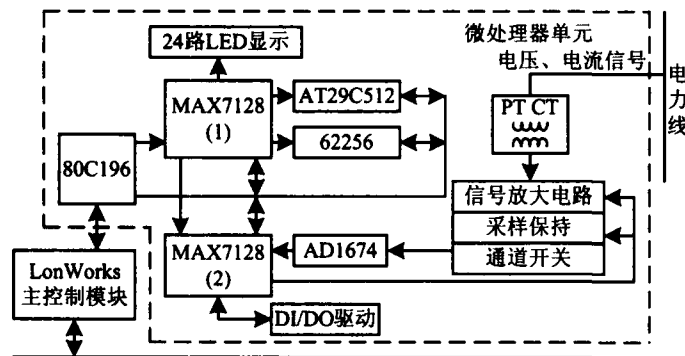 24路LED显示
微处理器单元
电压、电流信号
电力线
MAX7128
(1)
AT29C512
PT CT
62256
80C196
信号放大电路
采样保持
通道开关
MAX7128
(2)
AD1674
LonWorks
主控制模块
DI/DO驱动